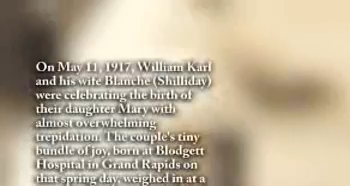 On May 11, 1917, William Karl
and his wife Blanche (Shilliday)
were celebrating the birth of
their daughter Mary with
almost overwhelming
trepidation. The couple's tiny
bundle of joy, born at Blodgett
Hospital in Grand Rapids on
that spring day, weighed in at a